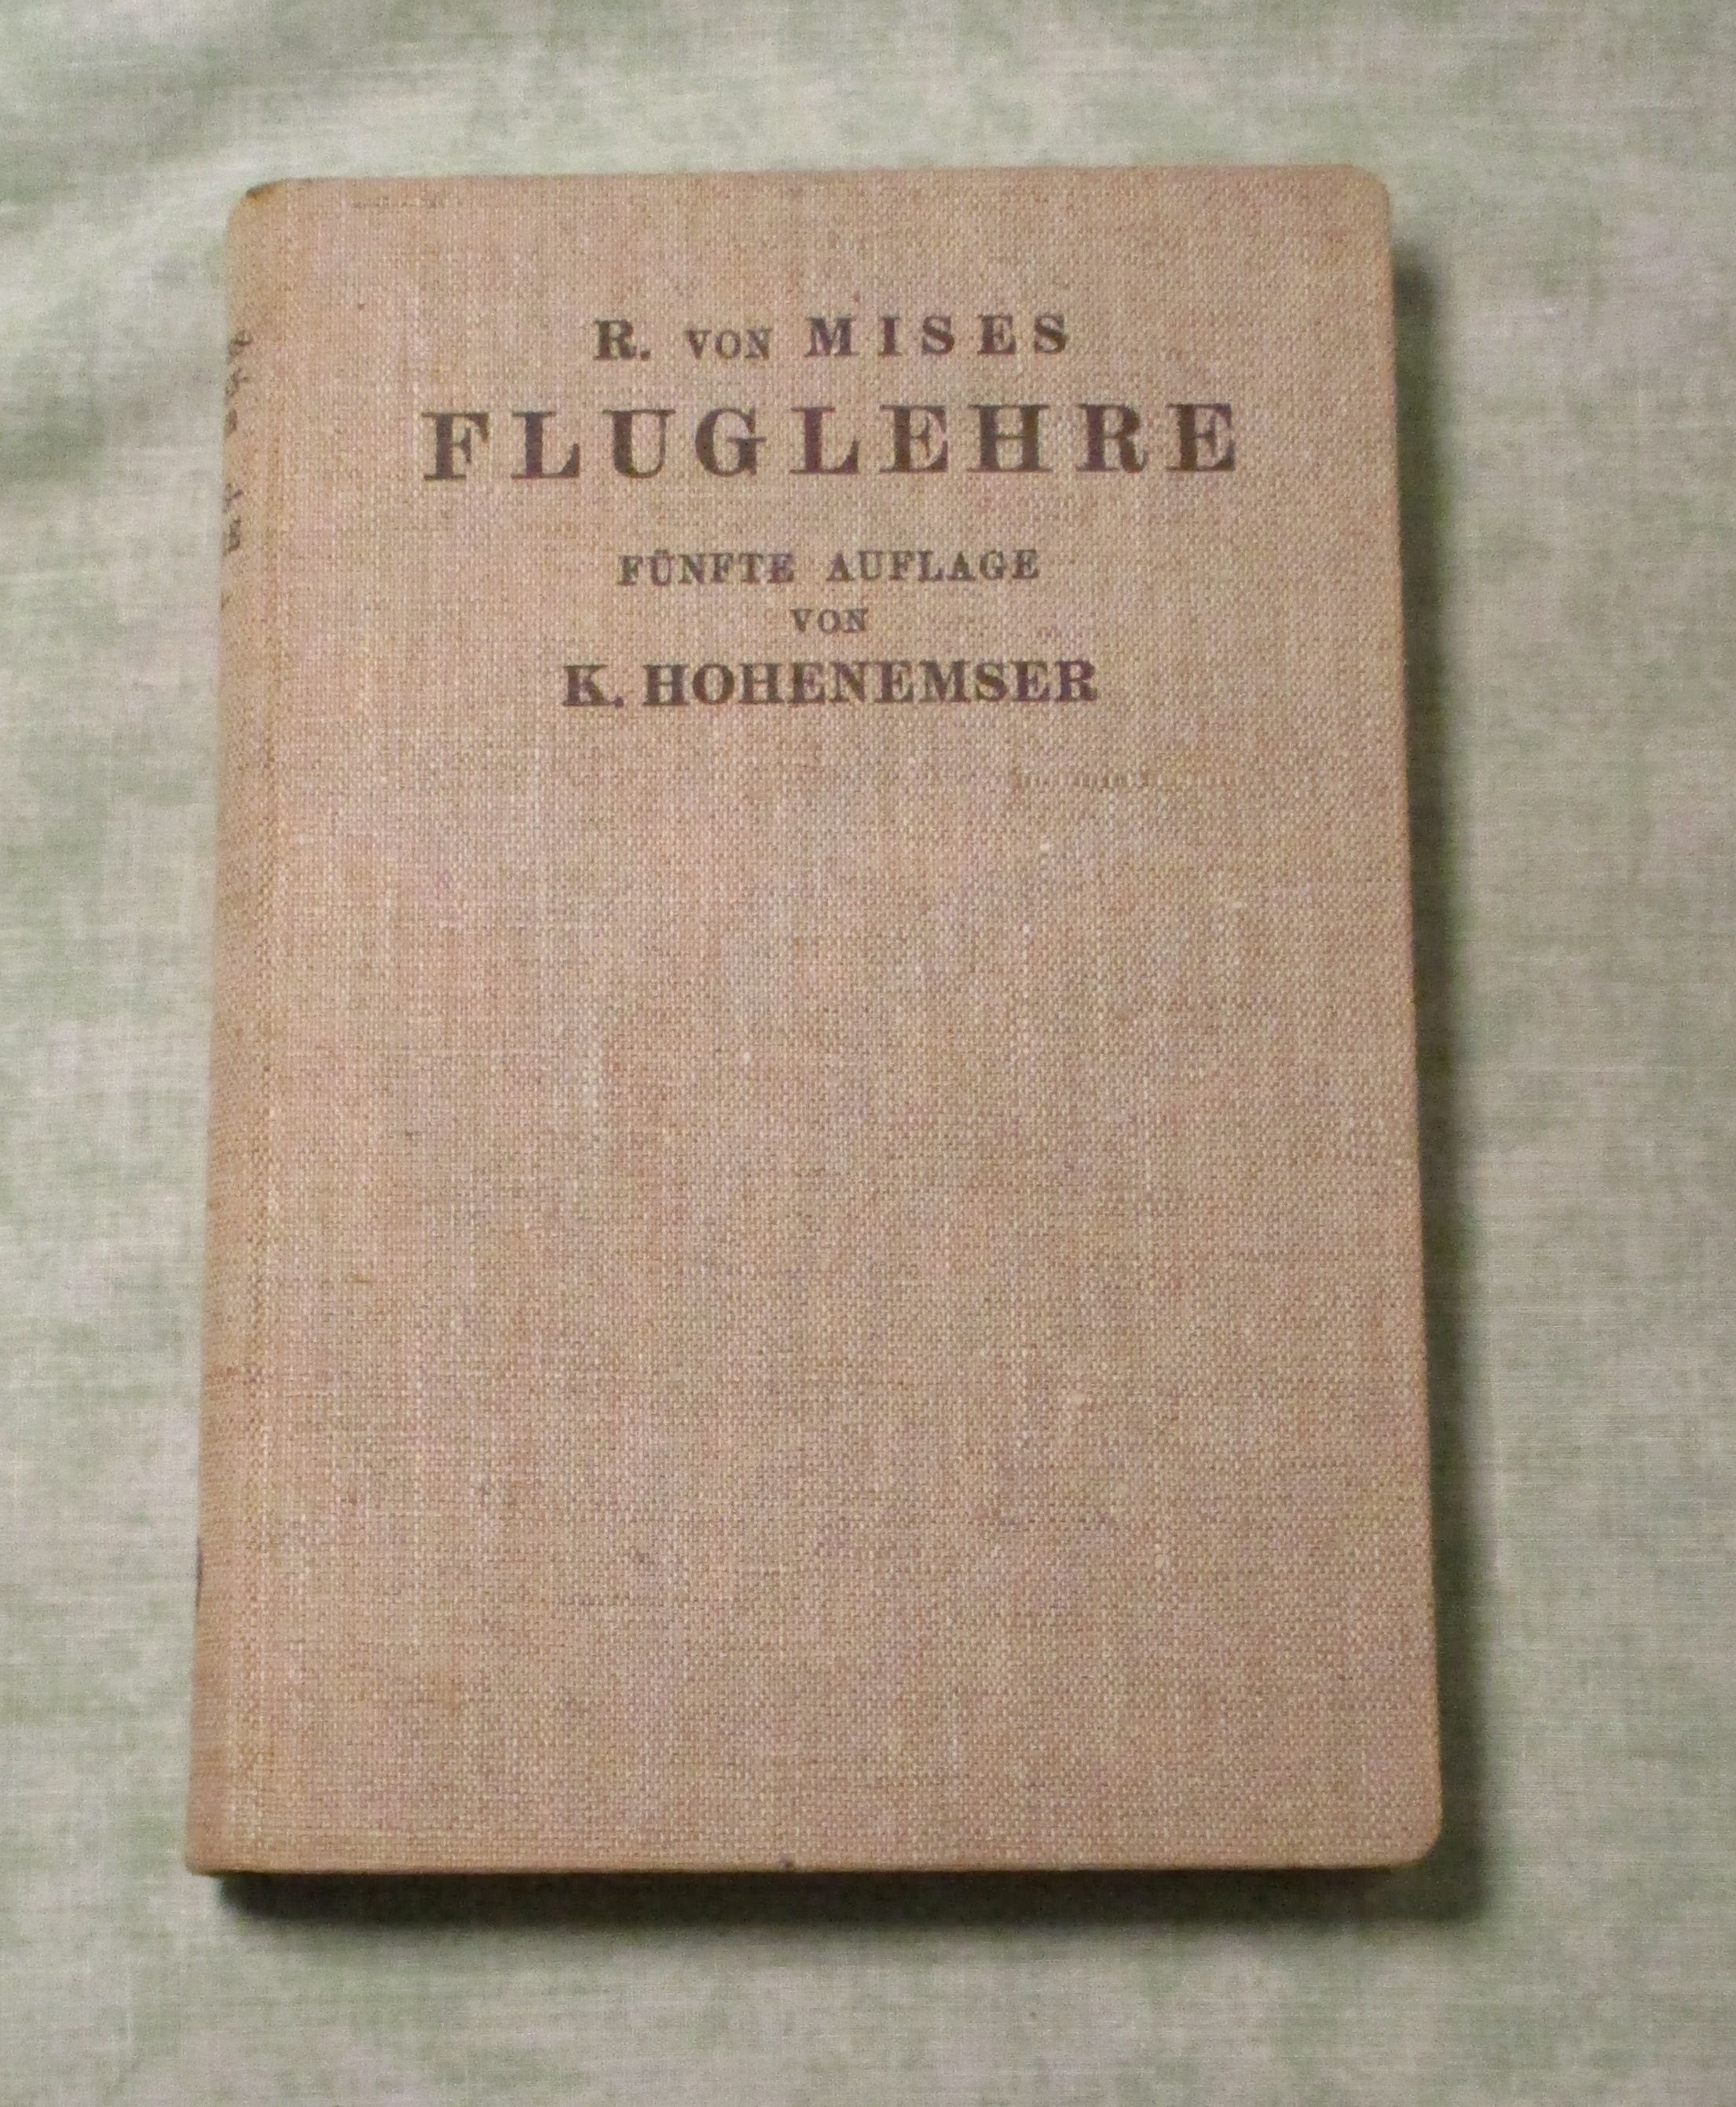 R. VON MISES
FLUGLEHRE
FÜNFTE AUFLAGE
VON
K. HOHENEMSER